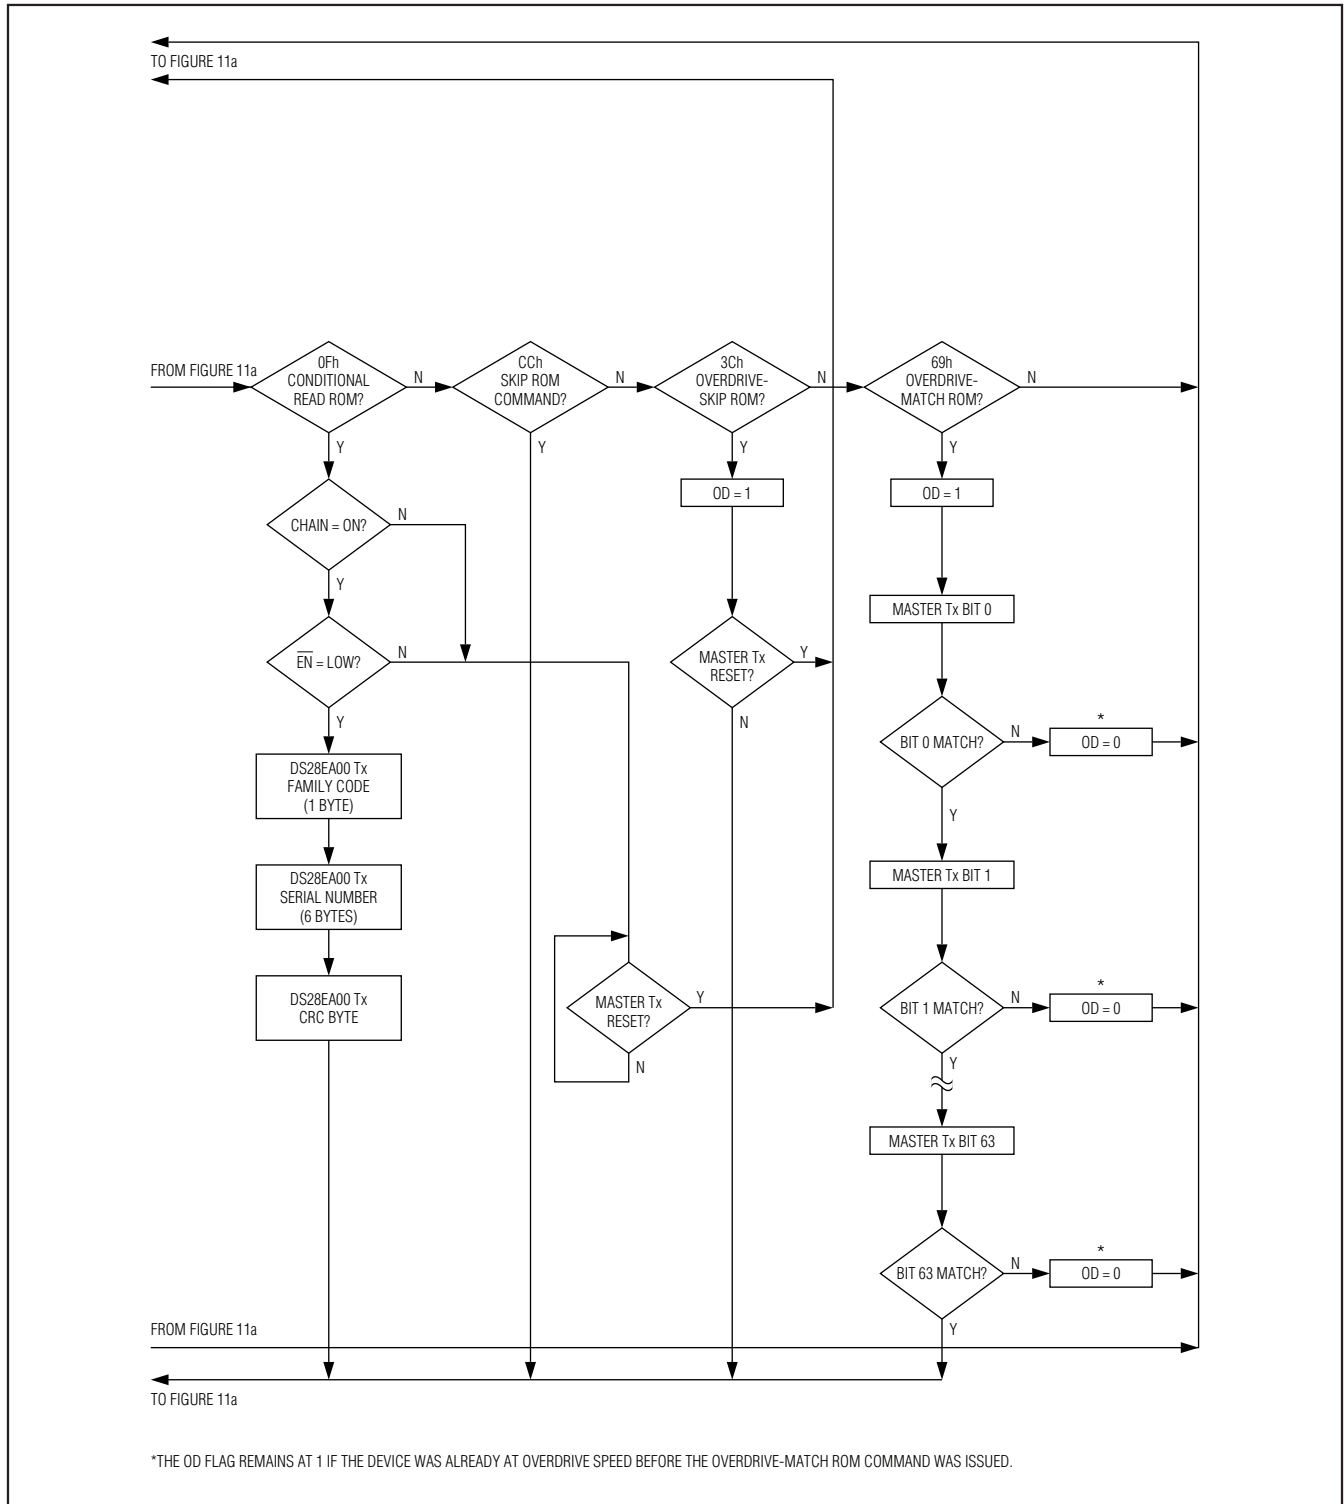 TO FIGURE 11a
FROM FIGURE 11a
0Fh
CONDITIONAL
READ ROM?
N
Y
CCh
SKIP ROM
COMMAND?
N
Y
3Ch
OVERDRIVE-
SKIP ROM?
N
Y
69h
OVERDRIVE-
MATCH ROM?
N
Y
CHAIN = ON?
N
Y
EN = LOW?
N
Y
DS28EA00 Tx
FAMILY CODE
(1 BYTE)
DS28EA00 Tx
SERIAL NUMBER
(6 BYTES)
DS28EA00 Tx
CRC BYTE
MASTER Tx
RESET?
Y
N
OD = 1
MASTER Tx
RESET?
Y
N
OD = 1
MASTER Tx BIT 0
BIT 0 MATCH?
N
*
OD = 0
Y
MASTER Tx BIT 1
BIT 1 MATCH?
N
*
OD = 0
Y
MASTER Tx BIT 63
BIT 63 MATCH?
N
*
OD = 0
Y
FROM FIGURE 11a
TO FIGURE 11a
*THE OD FLAG REMAINS AT 1 IF THE DEVICE WAS ALREADY AT OVERDRIVE SPEED BEFORE THE OVERDRIVE-MATCH ROM COMMAND WAS ISSUED.